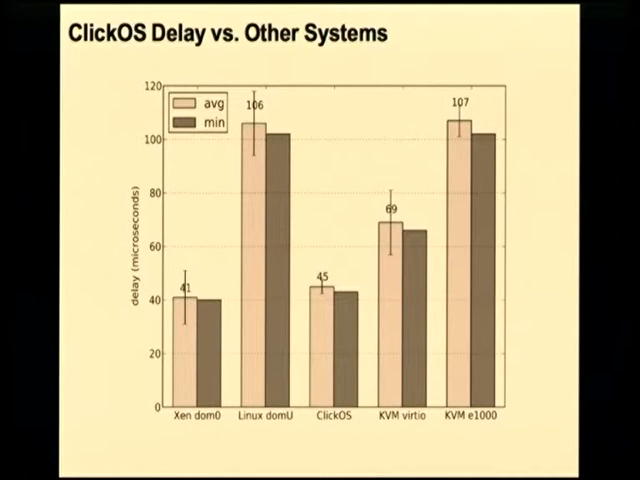 ClickOS Delay vs. Other Systems
120
100
80
60
40
20
0
delay (microseconds)
avg
min
41
106
45
69
107
Xen dom0
Linux domU
ClickOS
KVM virtio
KVM e1000